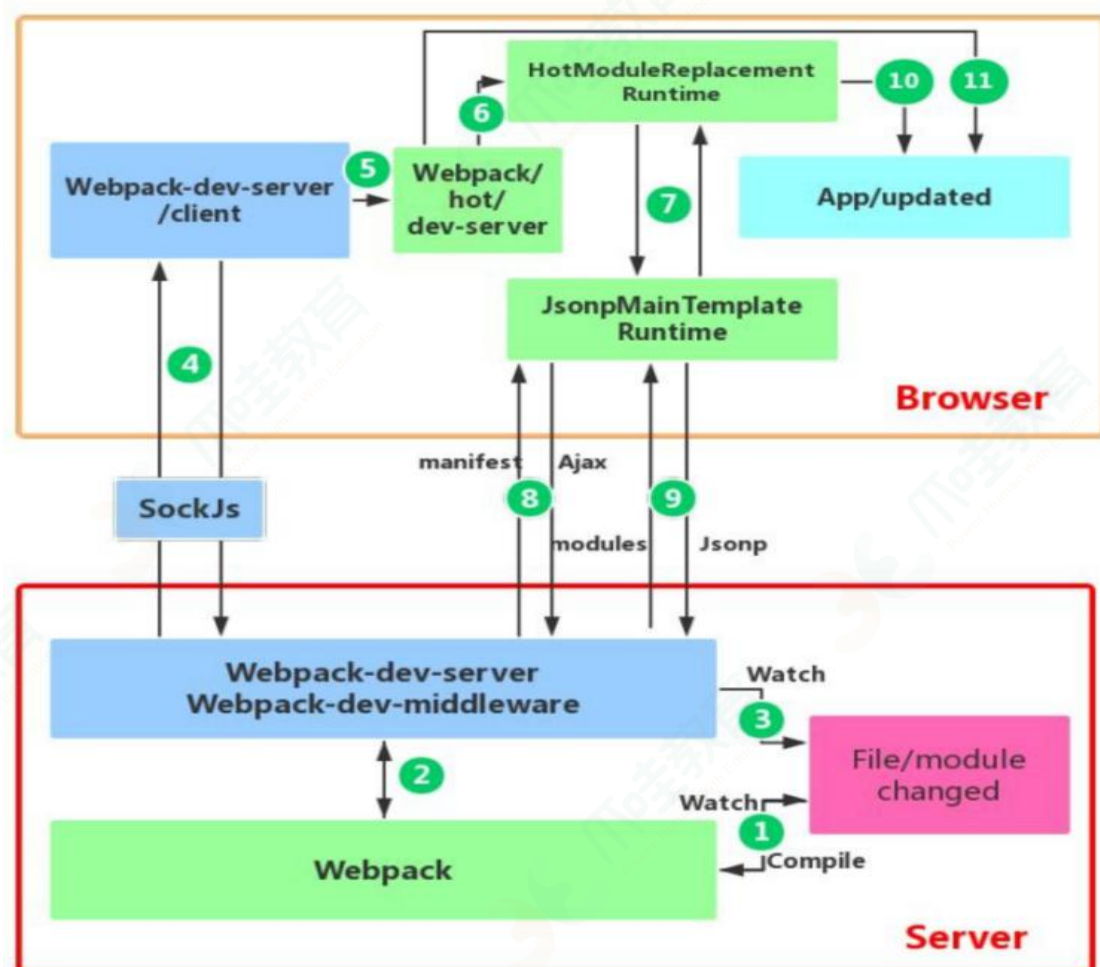 HotModuleReplacement
Runtime
10
11
6
5
Webpack-dev-server
/client
Webpack/
hot/
dev-server
7
App/updated
JsonpMainTemplate
Runtime
4
Browser
manifest
Ajax
8
9
SockJs
modules
Jsonp
Webpack-dev-server
Webpack-dev-middleware
Watch
3
File/module
changed
2
Watch
1
Compile
Webpack
Server